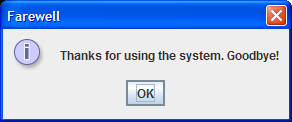 Farewell
Thanks for using the system. Goodbye!
OK